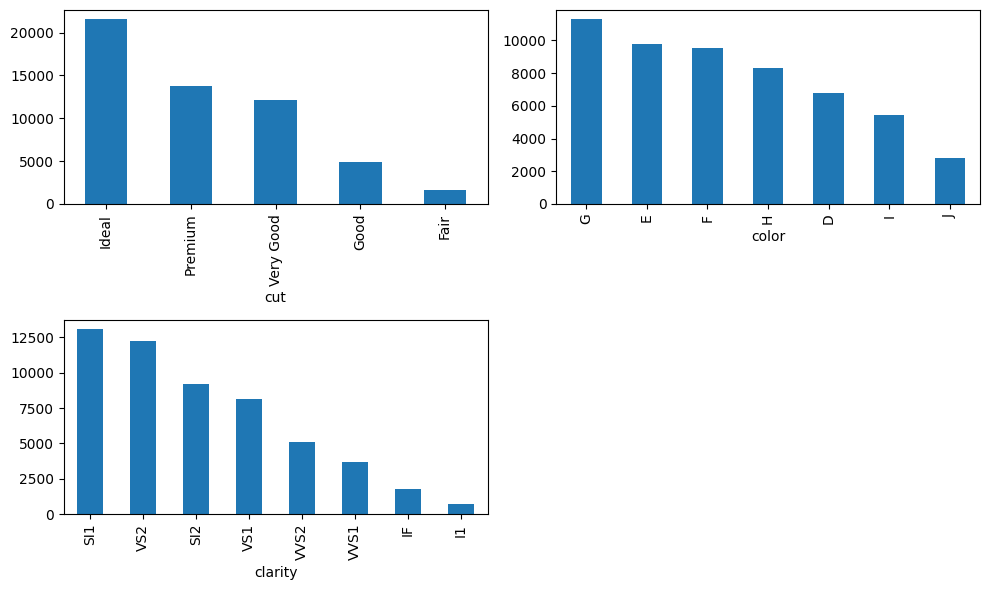 20000
15000
10000
5000
0
Ideal
Premium
Very Good
Good
Fair
cut
10000
8000
6000
4000
2000
0
G
E
F
H
D
I
J
color
12500
10000
7500
5000
2500
0
SI1
VS2
SI2
VS1
VVS2
VVS1
IF
I1
clarity